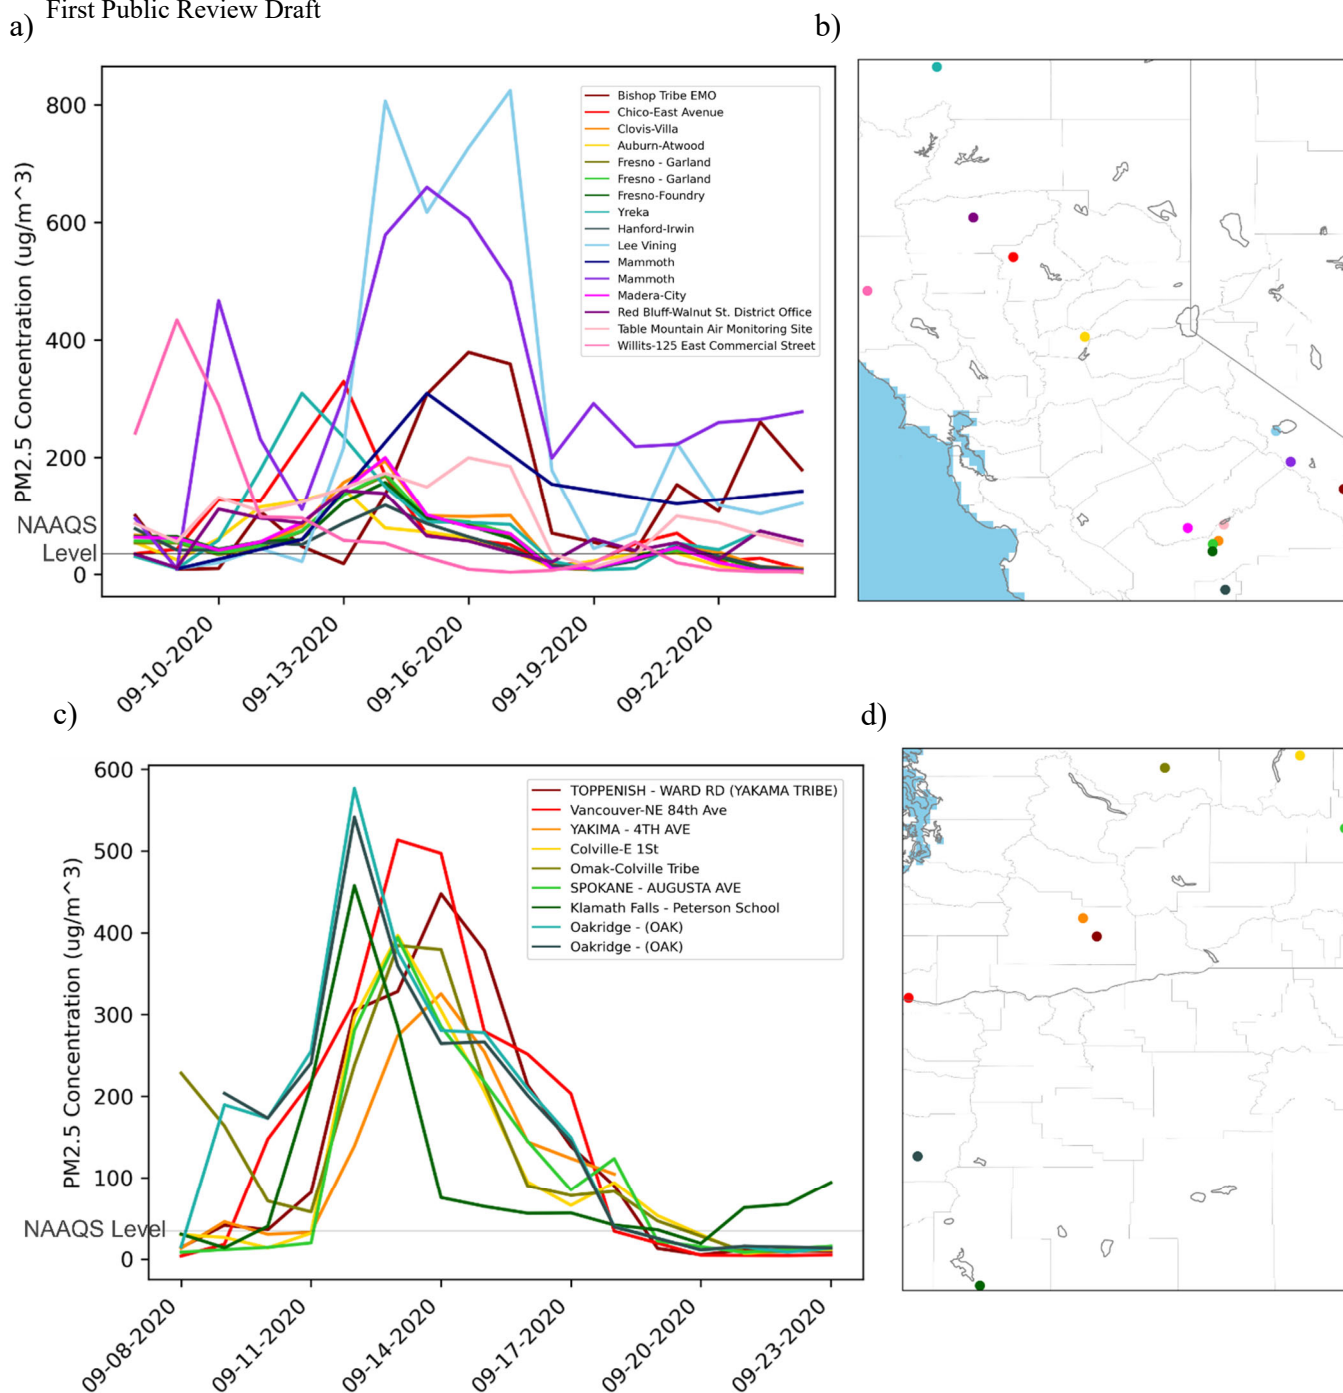 First Public Review Draft
a)
b)
PM2.5 Concentration (ug/m^3)
800
600
400
200
NAAQS
Level
0
Bishop Tribe EMO
Chico-East Avenue
Clovis-Villa
Auburn-Atwood
Fresno - Garland
Fresno - Garland
Fresno-Foundry
Yreka
Hanford-Irwin
Lee Vining
Mammoth
Mammoth
Madera-City
Red Bluff-Walnut St. District Office
Table Mountain Air Monitoring Site
Willits-125 East Commercial Street
09-10-2020
09-13-2020
09-16-2020
09-19-2020
09-22-2020
c)
d)
PM2.5 Concentration (ug/m^3)
600
500
400
300
200
100
NAAQS Level
0
TOPPENISH - WARD RD (YAKAMA TRIBE)
Vancouver-NE 84th Ave
YAKIMA - 4TH AVE
Colville-E 1St
Omak-Colville Tribe
SPOKANE - AUGUSTA AVE
Klamath Falls - Peterson School
Oakridge - (OAK)
Oakridge - (OAK)
09-08-2020
09-11-2020
09-14-2020
09-17-2020
09-20-2020
09-23-2020